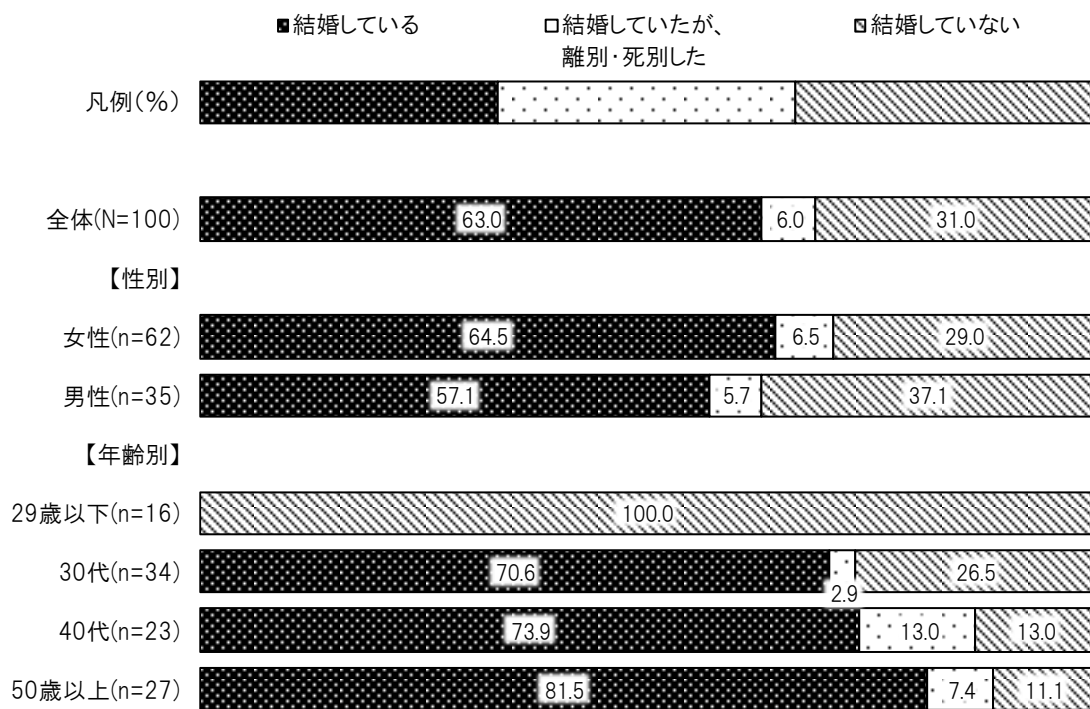 結婚している 結婚していたが、 結婚していない
離別・死別した
凡例(%)
全体(N=100) 63.0 6.0 31.0
【性別】
女性(n=62) 64.5 6.5 29.0
男性(n=35) 57.1 5.7 37.1
【年齢別】
29歳以下(n=16) 100.0
30代(n=34) 70.6 2.9 26.5
40代(n=23) 73.9 13.0 13.0
50歳以上(n=27) 81.5 7.4 11.1